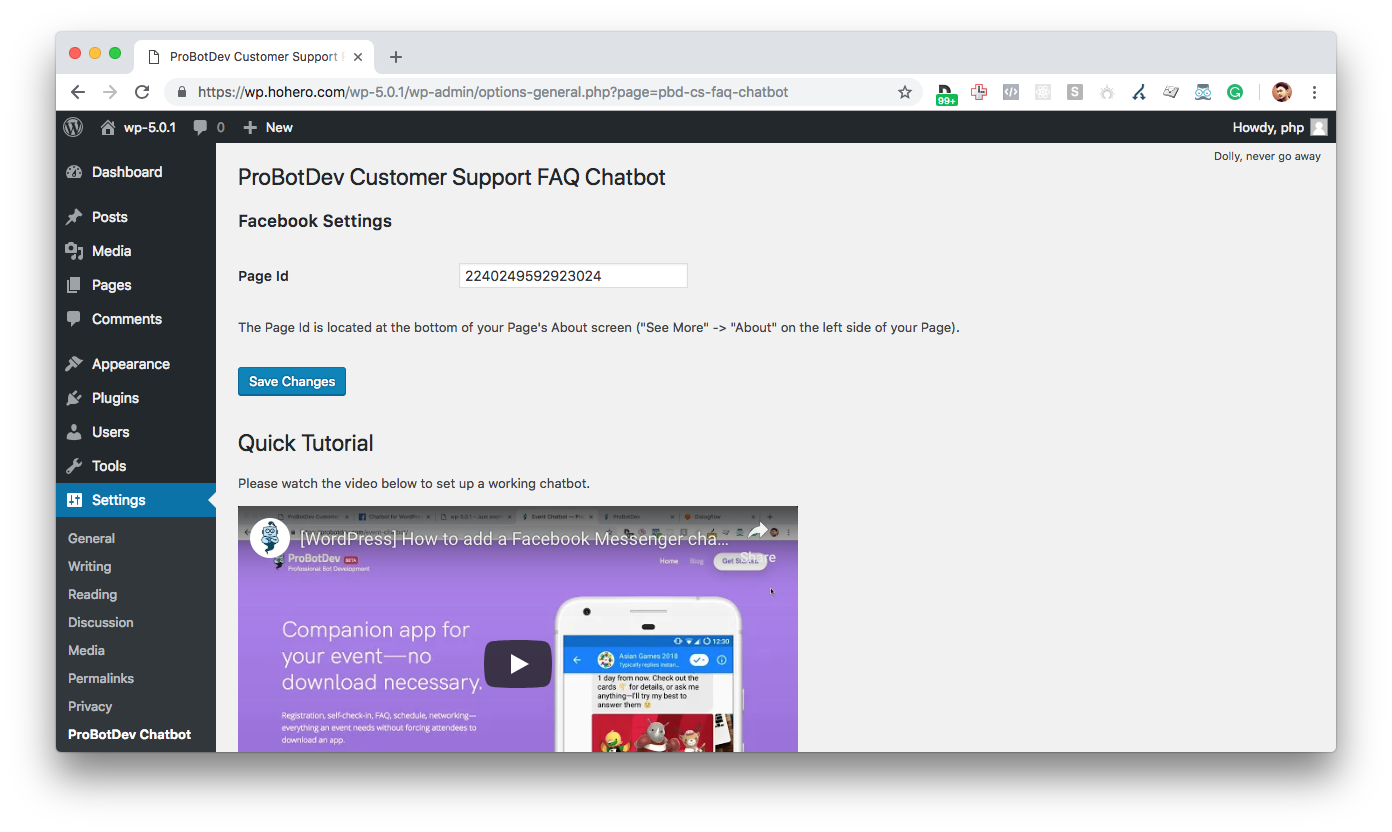 ProBotDev Customer Support F
https://wp.hohero.com/wp-5.0.1/wp-admin/options-general.php?page=pbd-cs-faq-chatbot
99+
S
wp-5.0.1
0
New
Howdy, php
Dolly, never go away
Dashboard
Posts
Media
Pages
Comments
Appearance
Plugins
Users
Tools
Settings
General
Writing
Reading
Discussion
Media
Permalinks
Privacy
ProBotDev Chatbot
ProBotDev Customer Support FAQ Chatbot
Facebook Settings
Page Id
2240249592923024
The Page Id is located at the bottom of your Page's About screen ("See More" -> "About" on the left side of your Page).
Save Changes
Quick Tutorial
Please watch the video below to set up a working chatbot.
[WordPress] How to add a Facebook Messenger cha...
Share
ProBotDev BETA
Professional Bot Development
Home Blog Get Started
Companion app for
your event—no
download necessary.
Registration, self-check-in, FAQ, schedule, networking—
everything an event needs without forcing attendees to
download an app.
12:30
Asian Games 2018
Typically replies instan...
1 day from now. Check out the
cards 👇 for details, or ask me
anything—I'll try my best to
answer them 😉